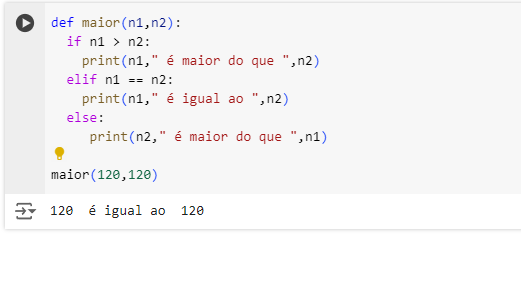 def maior(n1,n2):
  if n1 > n2:
    print(n1," é maior do que ",n2)
  elif n1 == n2:
    print(n1," é igual ao ",n2)
  else:
     print(n2," é maior do que ",n1)
maior(120,120)
120  é igual ao  120